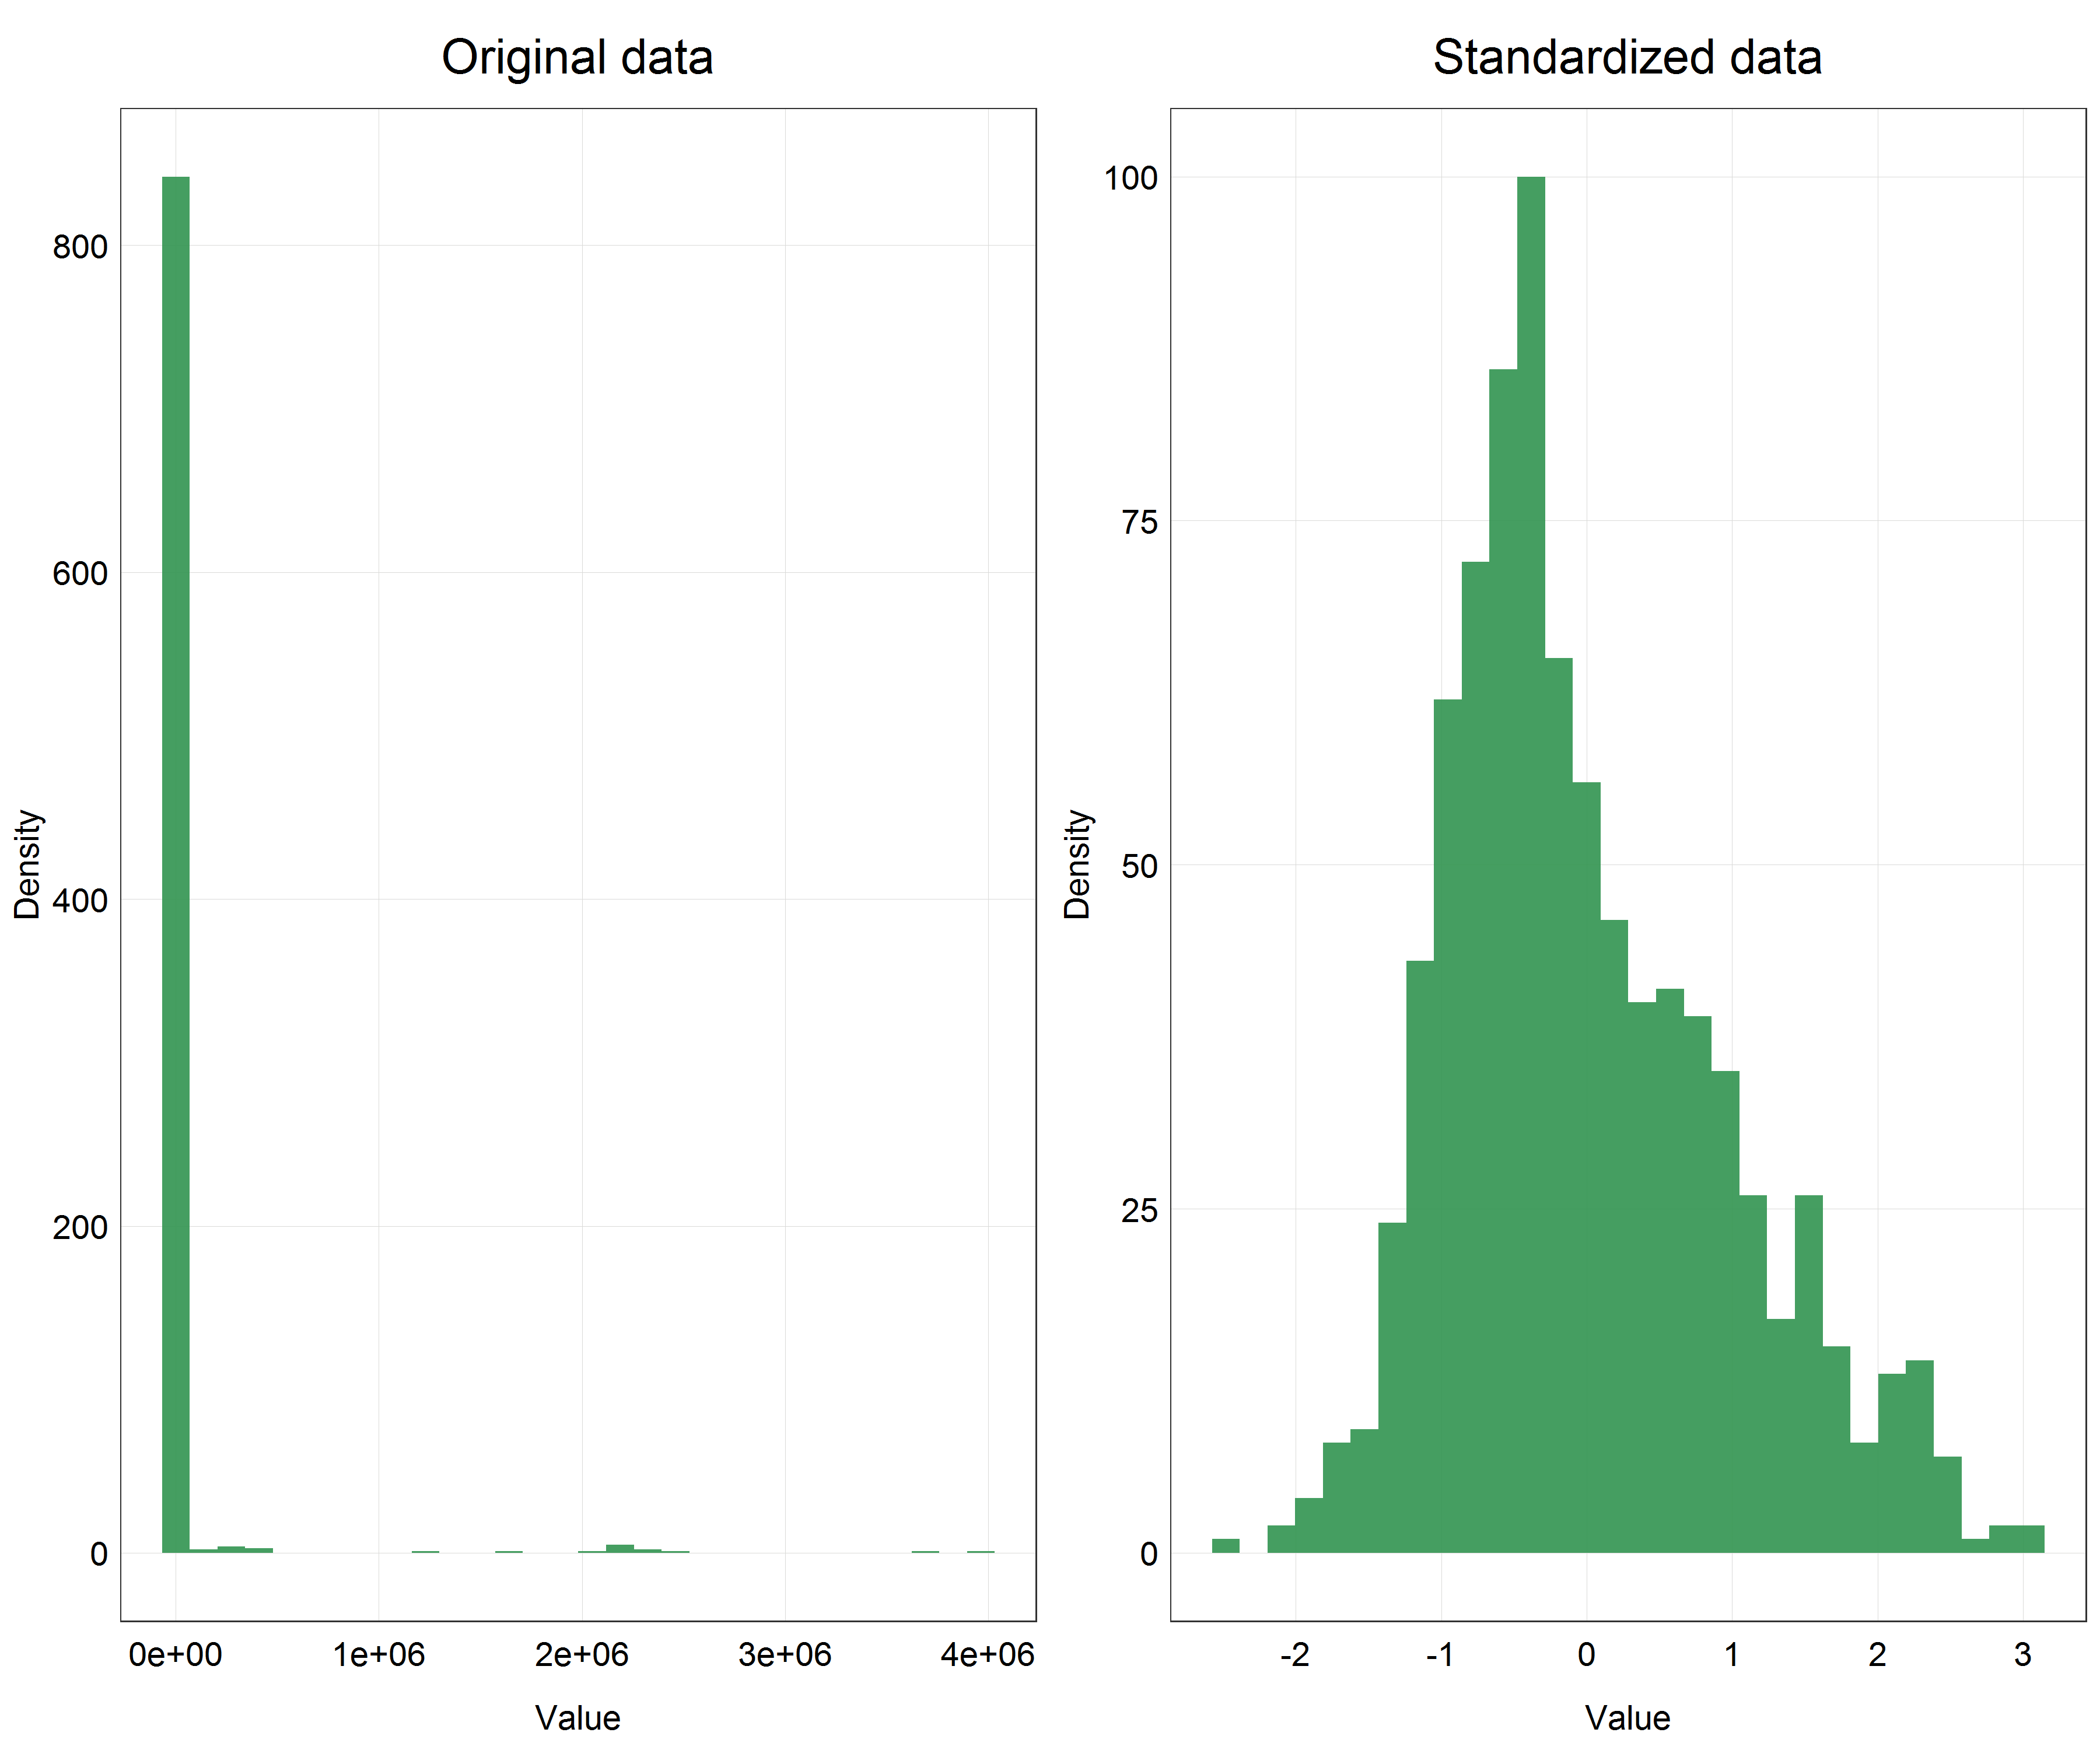 Original data
Density
800
600
400
200
0
0e+00 1e+06 2e+06 3e+06 4e+06
Value
Standardized data
Density
100
75
50
25
0
-2 -1 0 1 2 3
Value